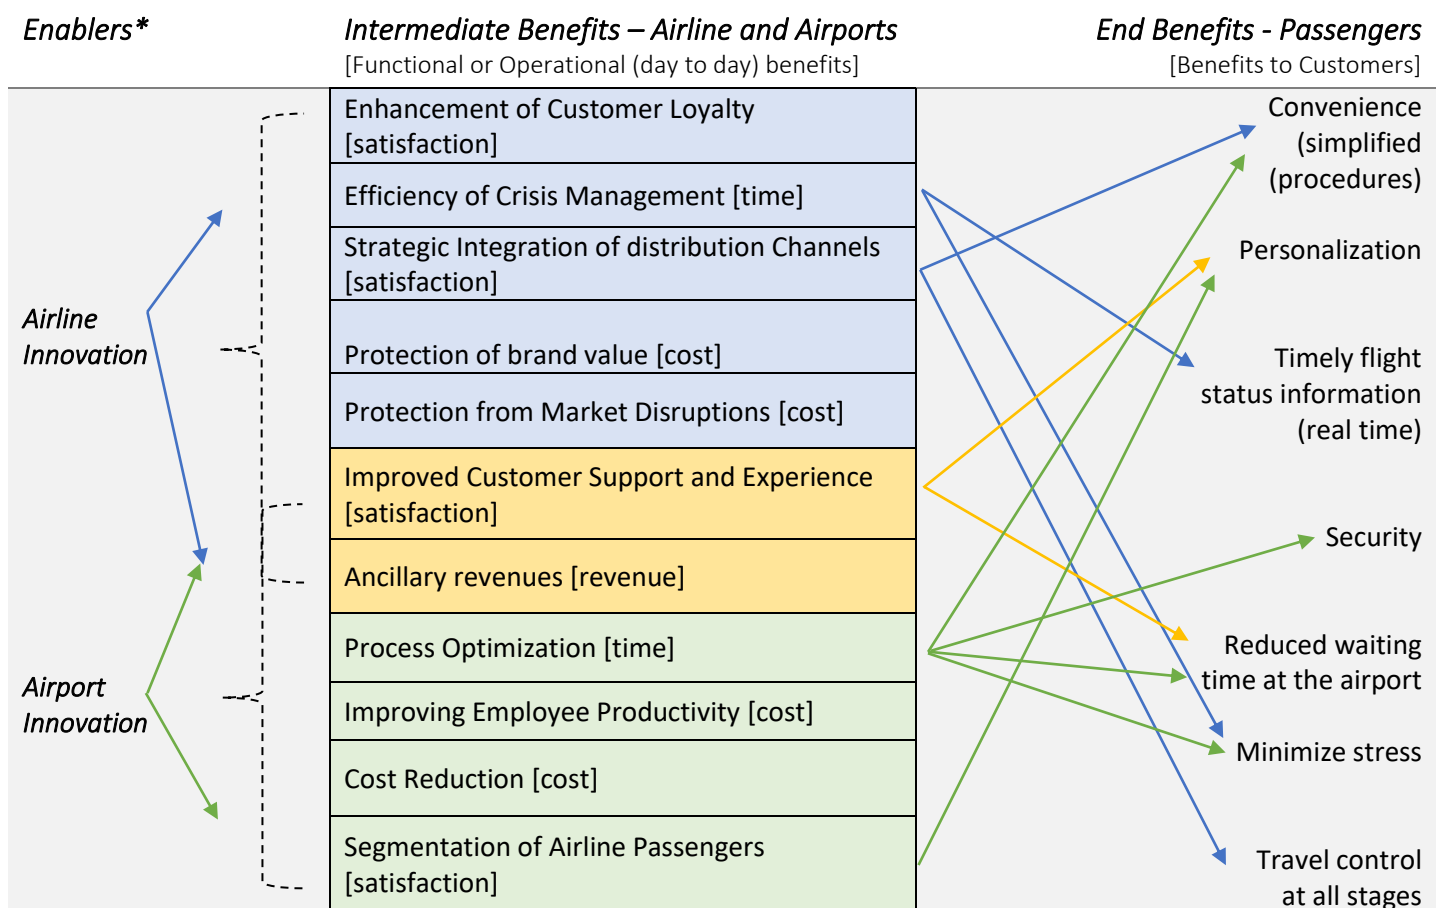 Enablers*
Intermediate Benefits – Airline and Airports
[Functional or Operational (day to day) benefits]
End Benefits - Passengers
[Benefits to Customers]
Airline
Innovation
Airport
Innovation
Enhancement of Customer Loyalty
[satisfaction]
Efficiency of Crisis Management [time]
Strategic Integration of distribution Channels
[satisfaction]
Protection of brand value [cost]
Protection from Market Disruptions [cost]
Improved Customer Support and Experience
[satisfaction]
Ancillary revenues [revenue]
Process Optimization [time]
Improving Employee Productivity [cost]
Cost Reduction [cost]
Segmentation of Airline Passengers
[satisfaction]
Convenience
(simplified
(procedures)
Personalization
Timely flight
status information
(real time)
Security
Reduced waiting
time at the airport
Minimize stress
Travel control
at all stages